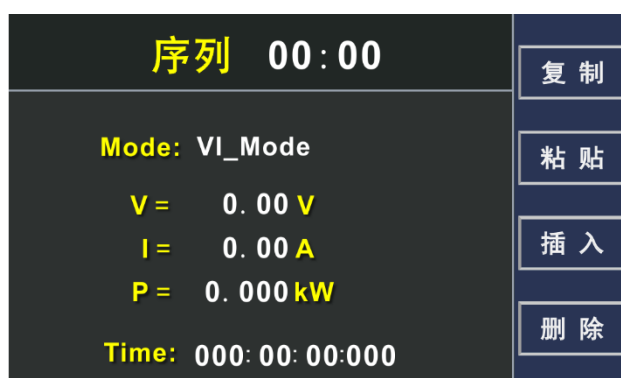 序列 00:00
复 制
Mode: VI_Mode
粘 贴
V = 0. 00 V
I = 0. 00 A
插 入
P = 0. 000 kW
删 除
Time: 000: 00: 00:000